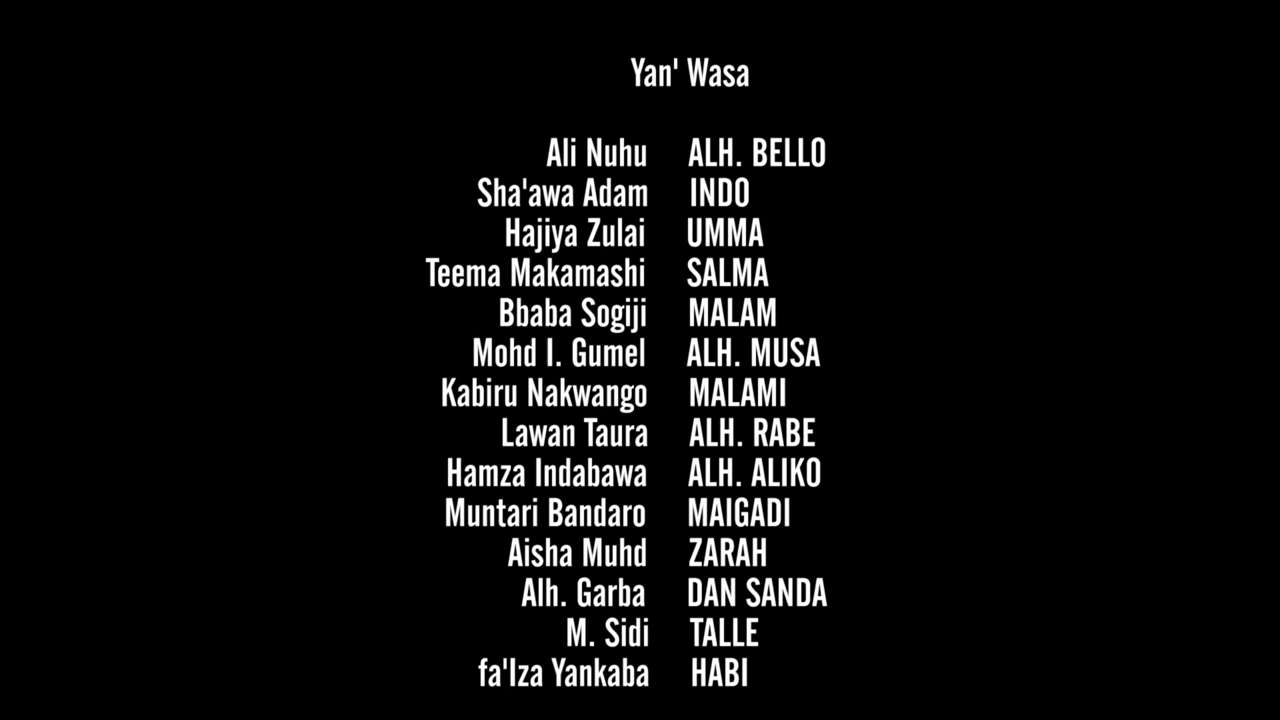 Yan' Wasa
Ali Nuhu ALH. BELLO
Sha'awa Adam INDO
Hajiya Zulai UMMA
Teema Makamashi SALMA
Bbaba Sogiji MALAM
Mohd I. Gumel ALH. MUSA
Kabiru Nakwango MALAMI
Lawan Taura ALH. RABE
Hamza Indabawa ALH. ALIKO
Muntari Bandaro MAIGADI
Aisha Muhd ZARAH
Alh. Garba DAN SANDA
M. Sidi TALLE
fa'Iza Yankaba HABI